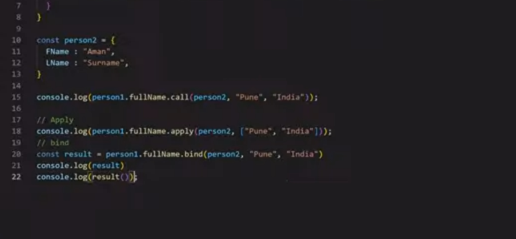 7 }
8 }
9
10 const person2 = {
11 FName : "Aman",
12 LName : "Surname",
13 }
14
15 console.log(person1.fullName.call(person2, "Pune", "India"));
16
17 // Apply
18 console.log(person1.fullName.apply(person2, ["Pune", "India"]));
19 // bind
20 const result = person1.fullName.bind(person2, "Pune", "India")
21 console.log(result)
22 console.log(result());